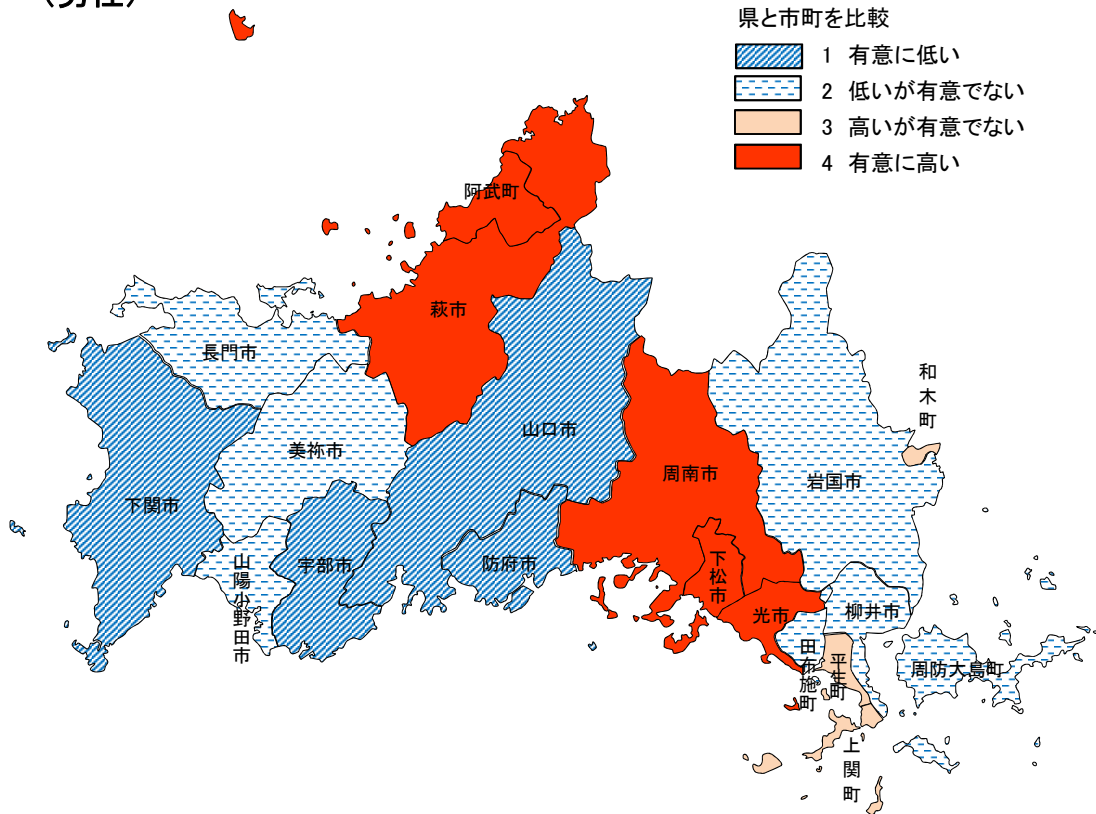 （男性）
県と市町を比較
1 有意に低い
2 低いが有意でない
3 高いが有意でない
4 有意に高い
阿武町
萩市
長門市
和木町
山口市
美祢市
周南市
岩国市
下関市
宇部市
防府市
下松市
山陽小野田市
光市
柳井市
田布施町
平生町
周防大島町
上関町